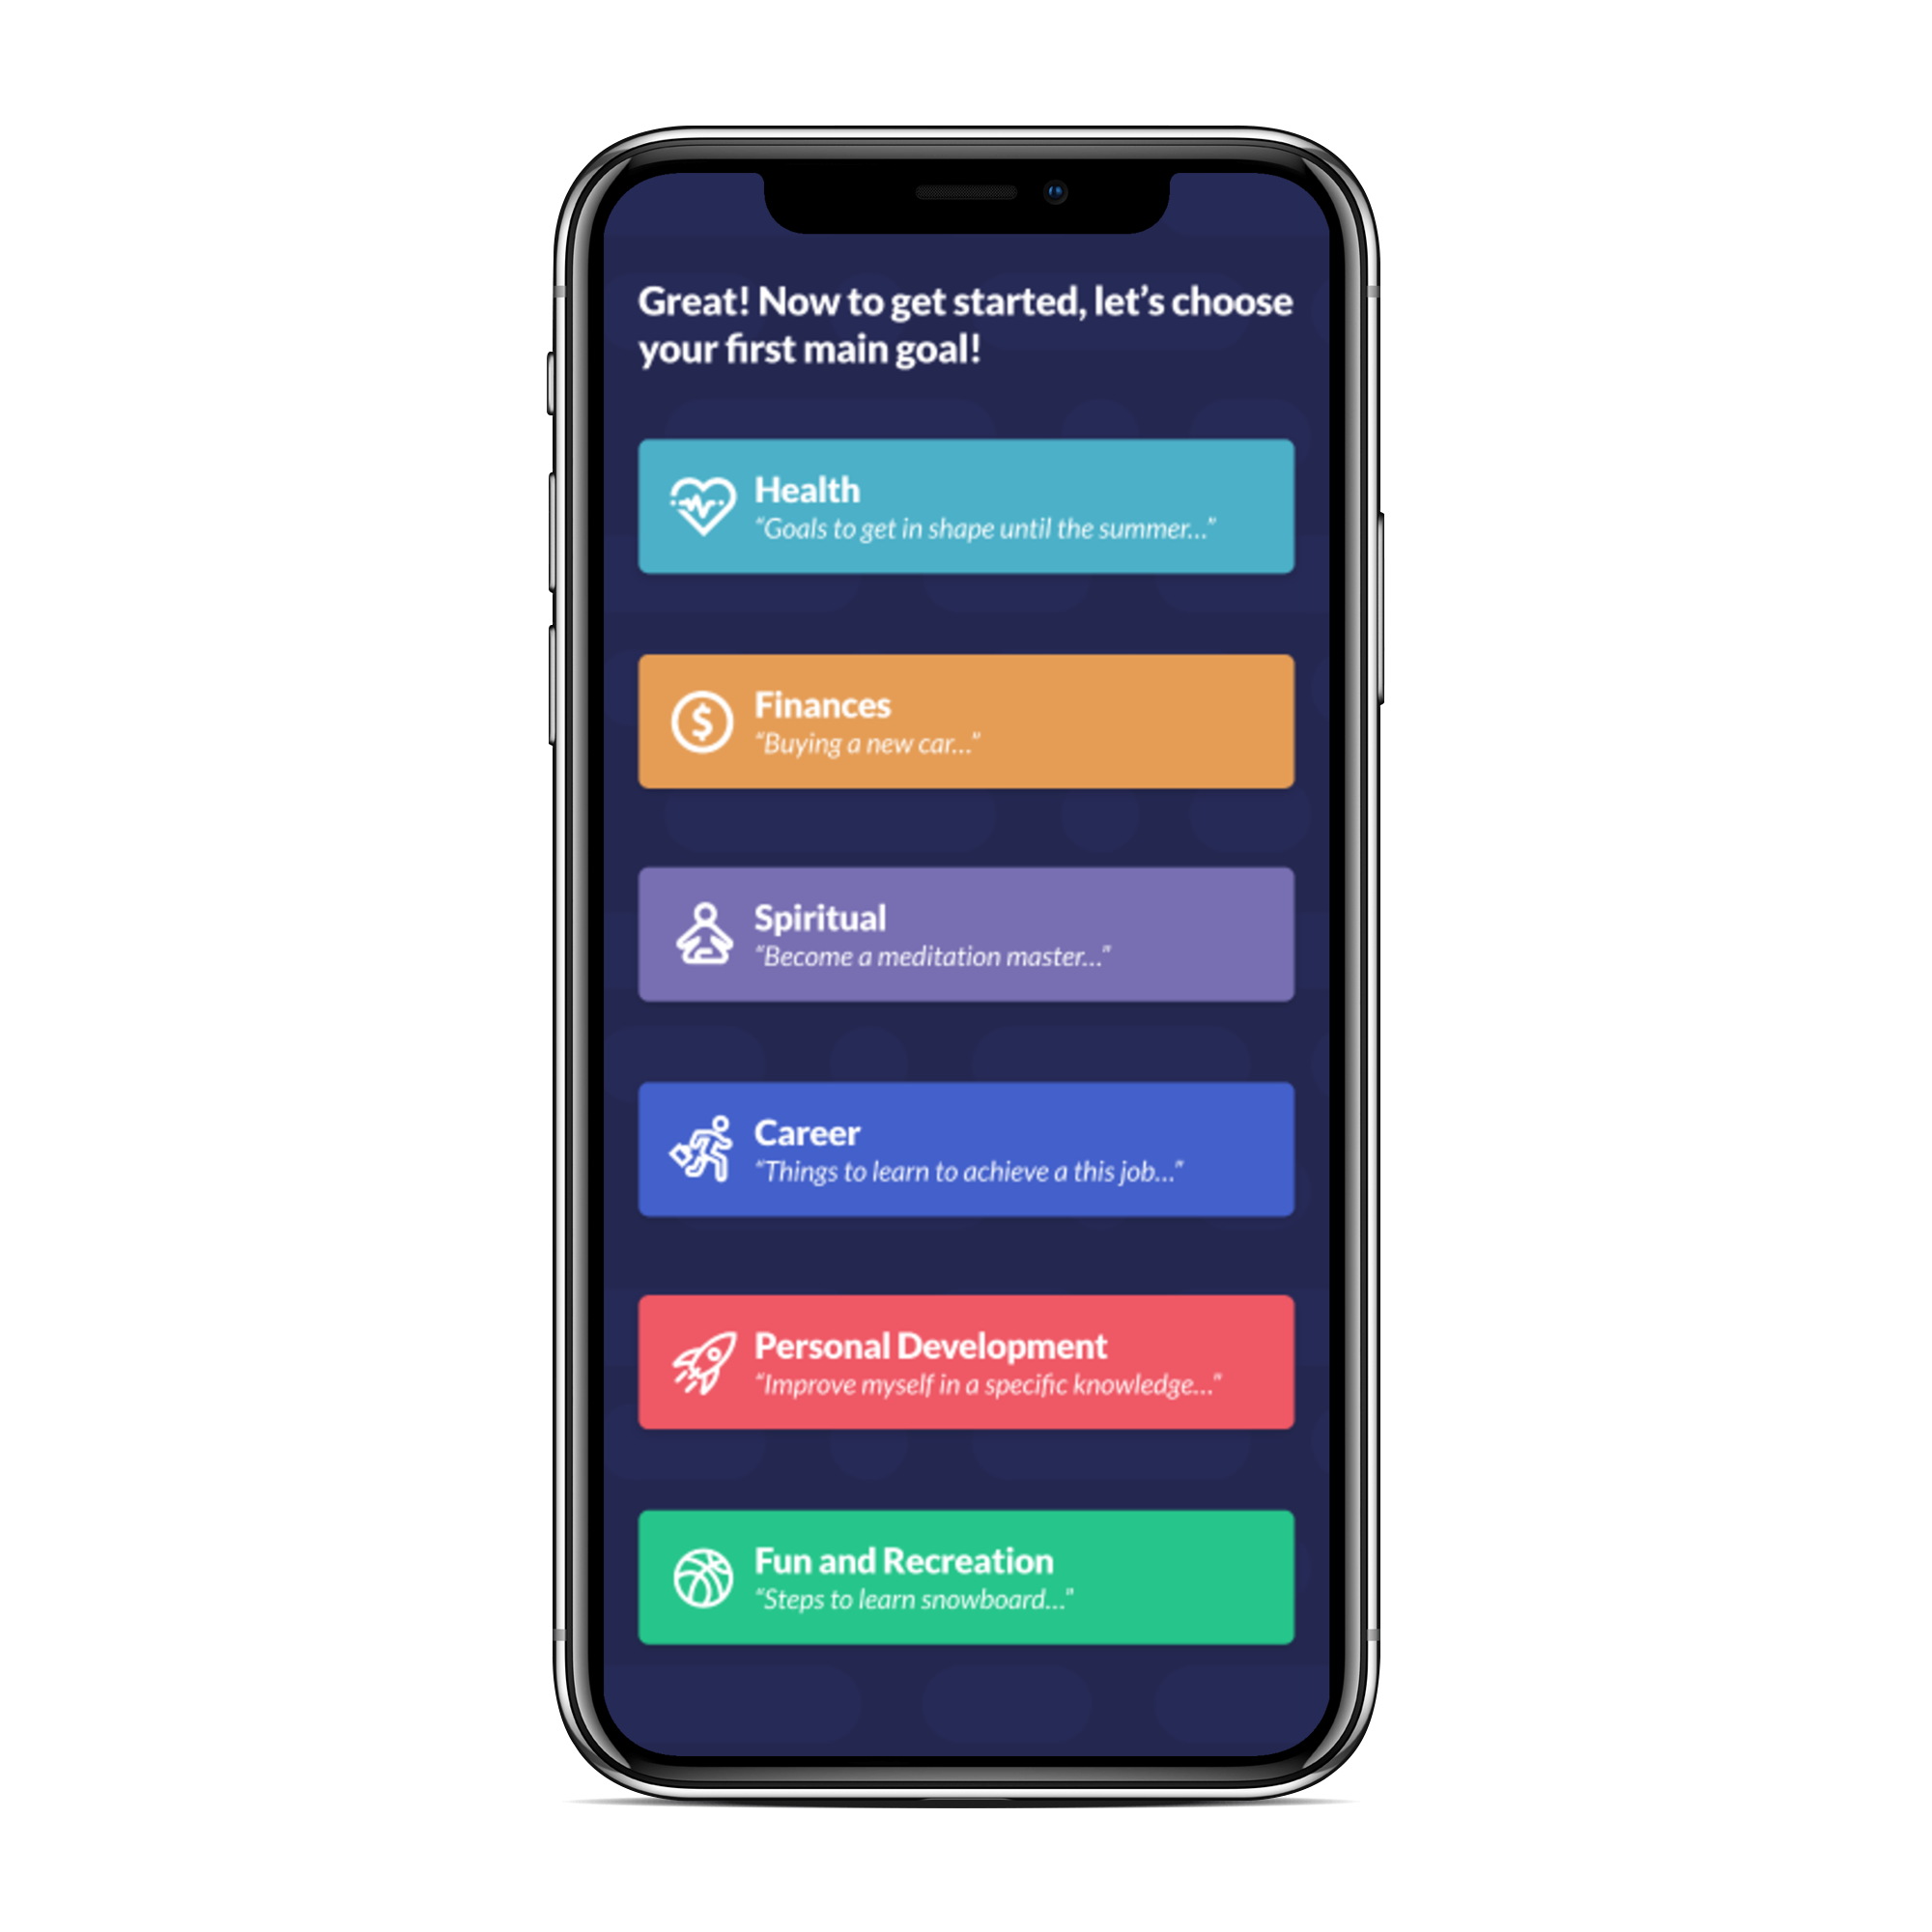 Great! Now to get started, let’s choose
your first main goal!
Health
“Goals to get in shape until the summer...”
Finances
“Buying a new car...”
Spiritual
“Become a meditation master...”
Career
“Things to learn to achieve a this job...”
Personal Development
“Improve myself in a specific knowledge...”
Fun and Recreation
“Steps to learn snowboard...”